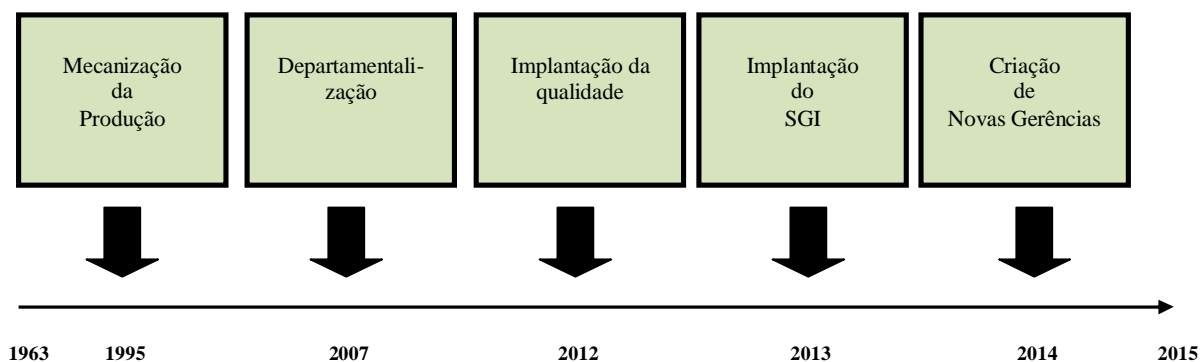 Mecanização
da
Produção
Departamentali-
zação
Implantação da
qualidade
Implantação
do
SGI
Criação
de
Novas Gerências
1963 1995 2007 2012 2013 2014 2015